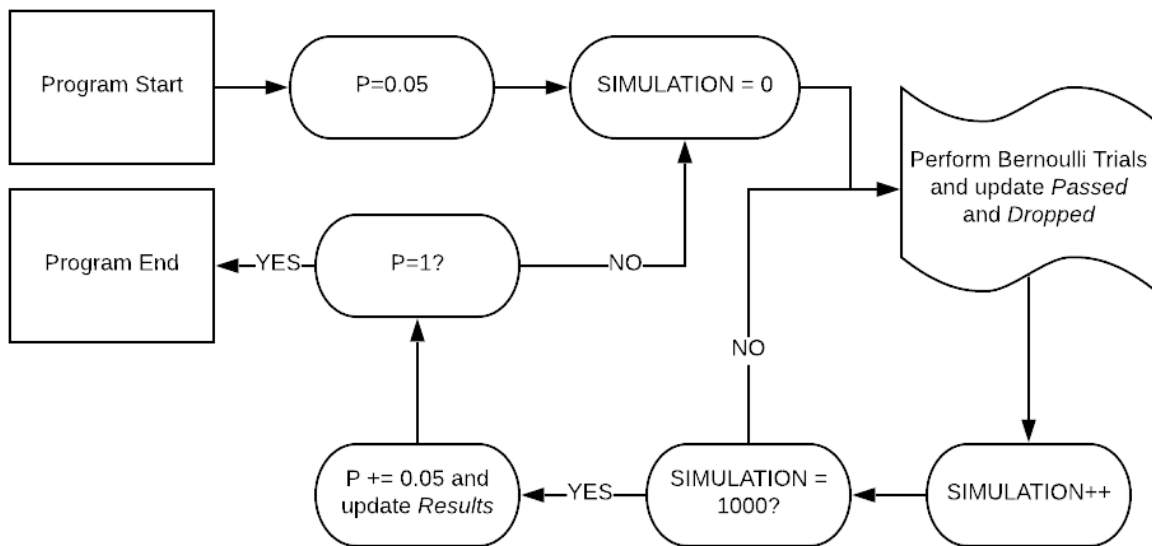 Program Start
P=0.05
SIMULATION = 0
Perform Bernoulli Trials
and update Passed
and Dropped
Program End
YES
P=1?
NO
NO
P += 0.05 and
update Results
YES
SIMULATION =
1000?
SIMULATION++